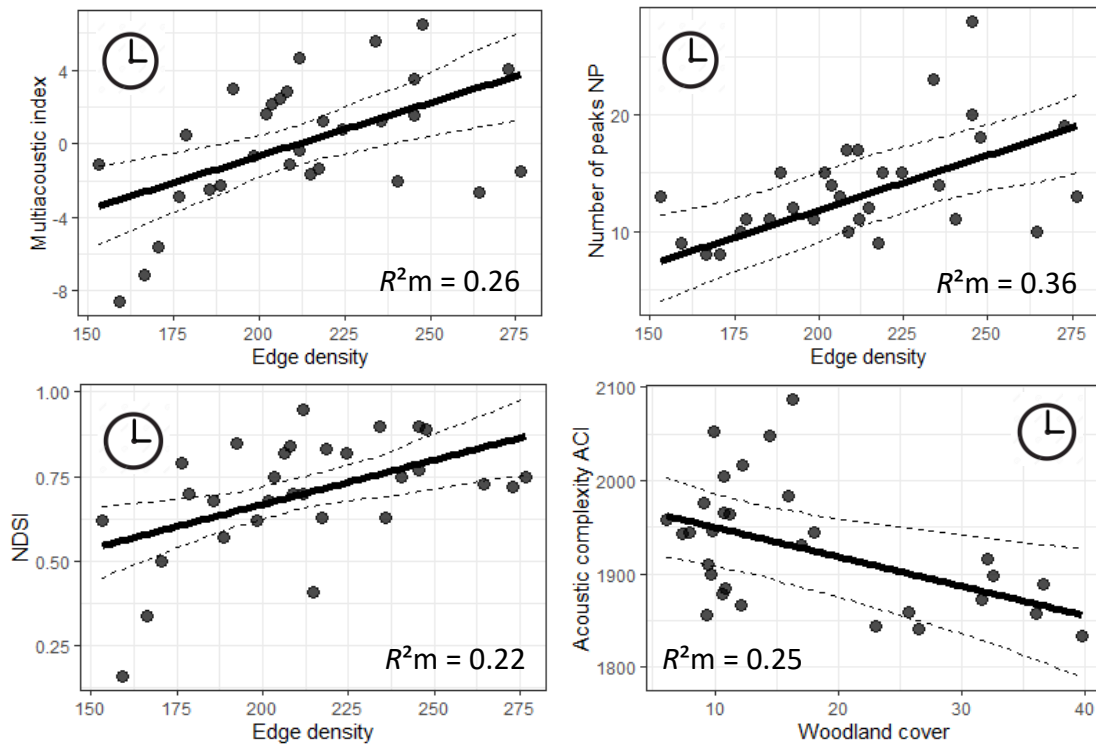 Multiacoustic index
4
0
-4
-8
R²m = 0.26
150 175 200 225 250 275
Edge density
Number of peaks NP
20
10
R²m = 0.36
150 175 200 225 250 275
Edge density
NDSI
1.00
0.75
0.50
0.25
R²m = 0.22
150 175 200 225 250 275
Edge density
Acoustic complexity ACI
2100
2000
1900
1800
R²m = 0.25
10 20 30 40
Woodland cover